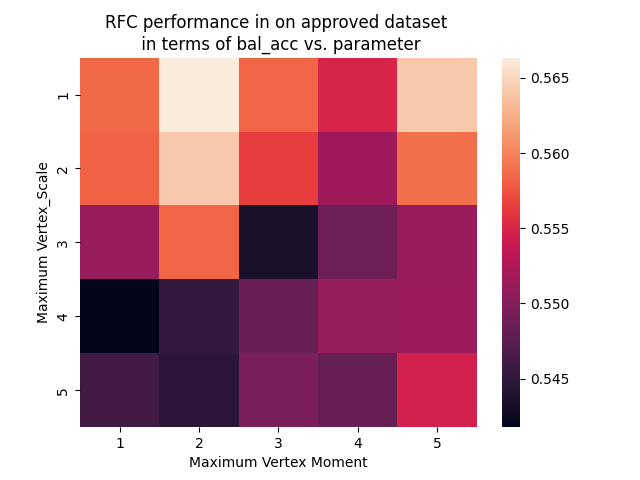 RFC performance in on approved dataset
in terms of bal_acc vs. parameter
Maximum Vertex_Scale
1
2
3
4
5
1 2 3 4 5
Maximum Vertex Moment
0.565
0.560
0.555
0.550
0.545